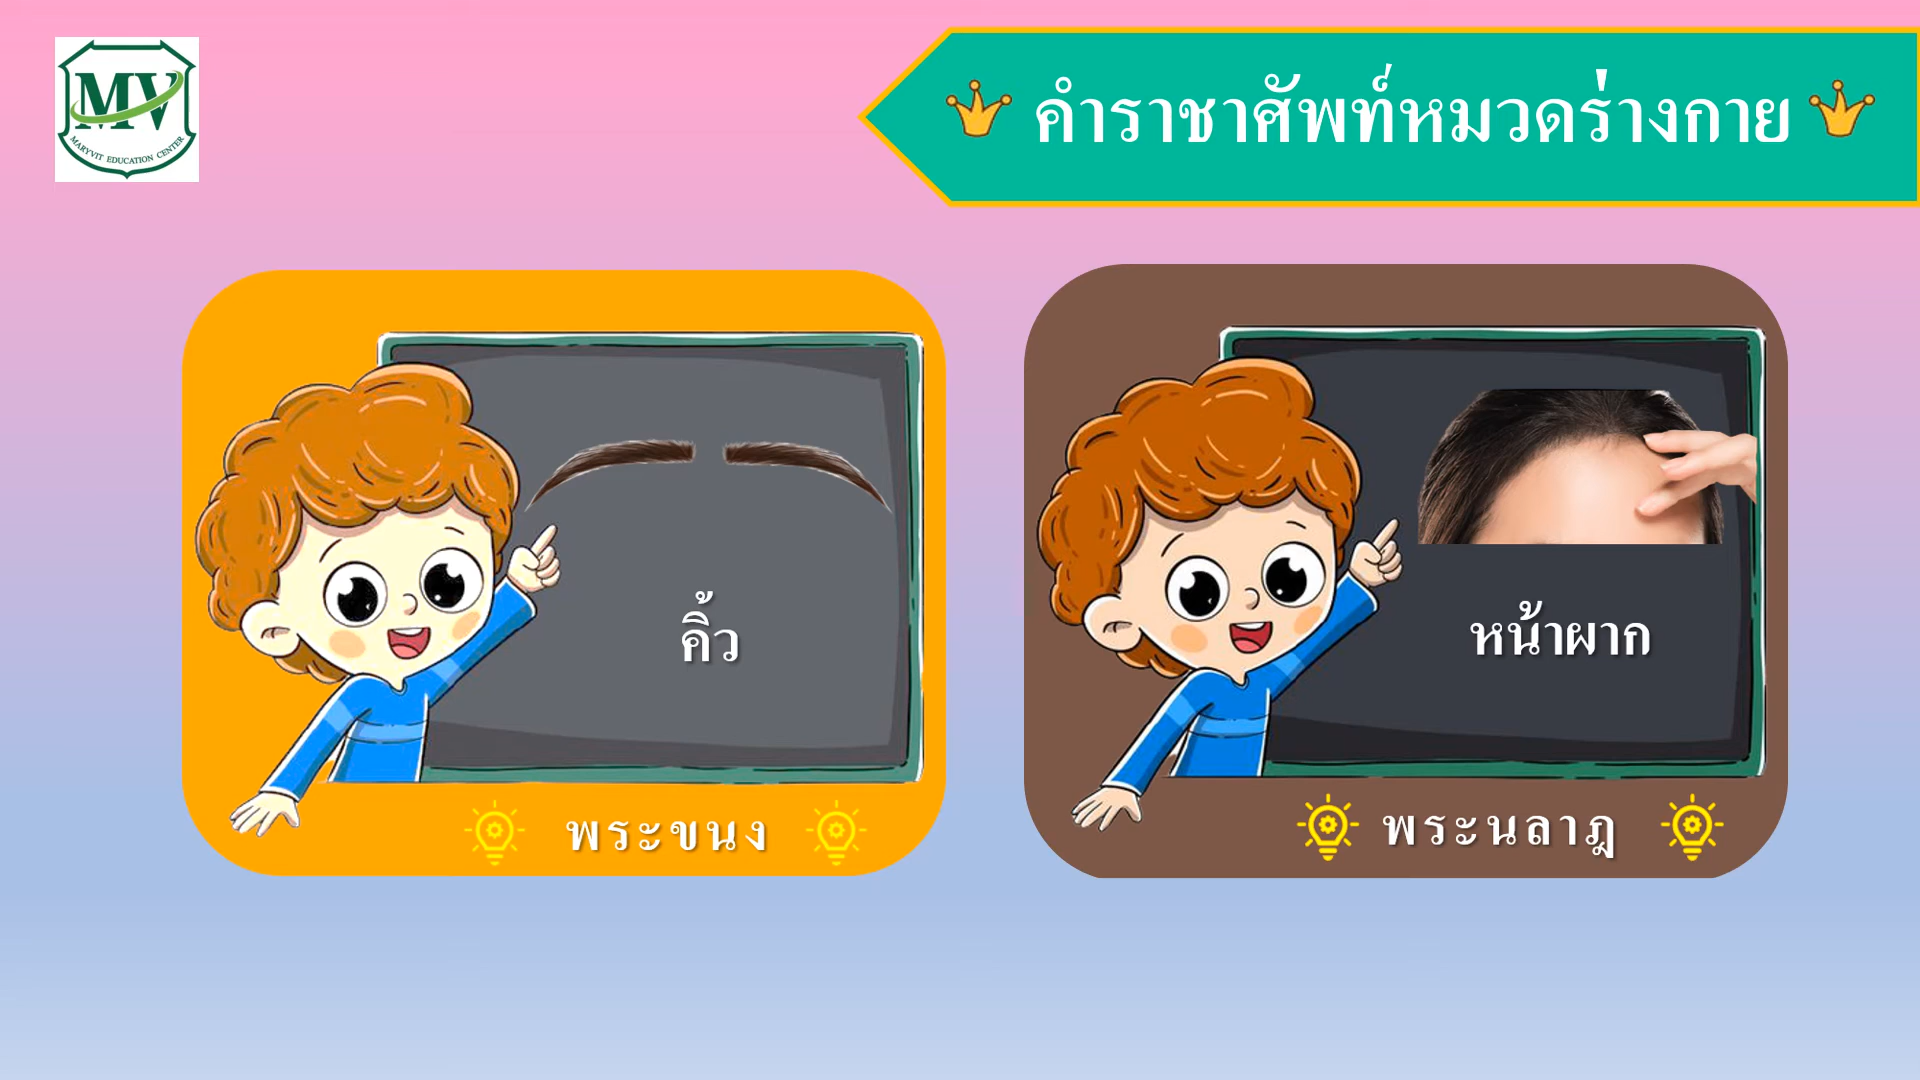 MV
MARYVIT EDUCATION CENTER
คำราชาศัพท์หมวดร่างกาย
คิ้ว
พระขนง
หน้าผาก
พระนลาฎ